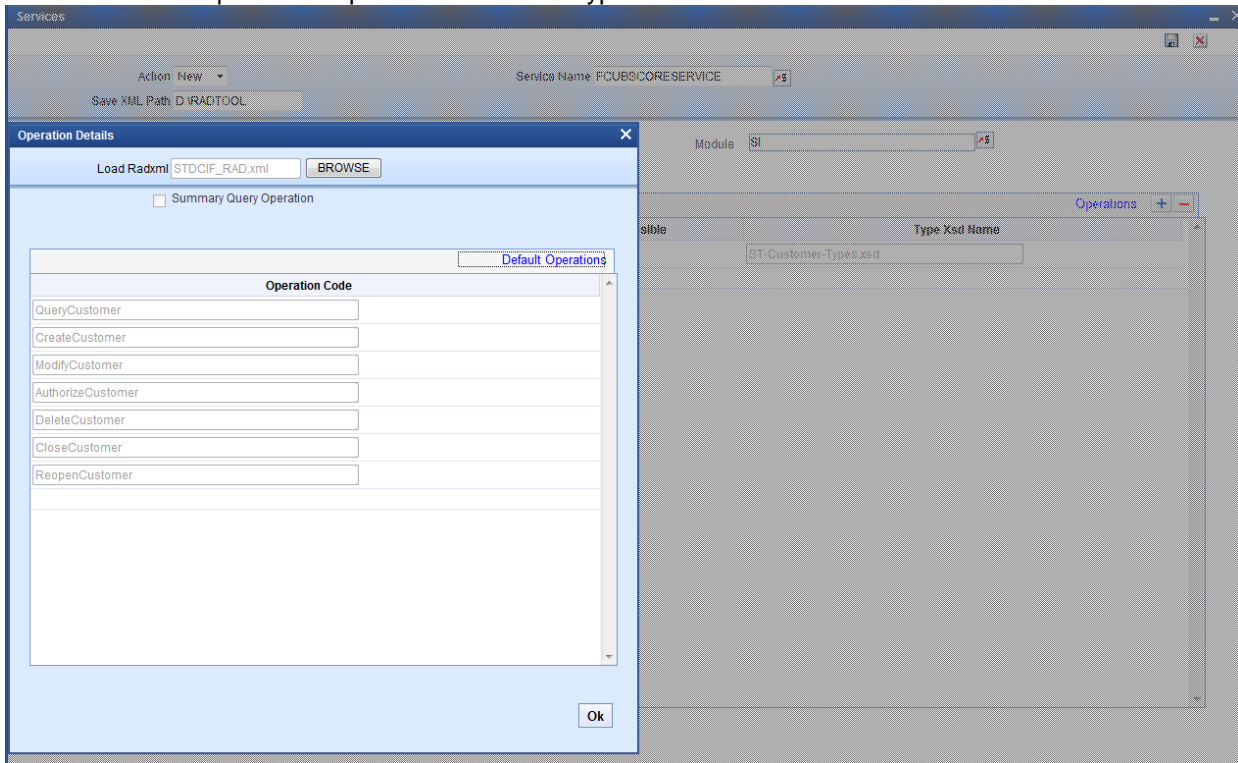 Services
Action New
Service Name FCUBSCORESERVICE
Save XML Path D:\RADTOOL
Operation Details
Module SI
Load Radxml STDCIF_RAD.xml BROWSE
Summary Query Operation
Operations
sible Type Xsd Name
Default Operations
ST-Customer-Types.xsd
Operation Code
QueryCustomer
CreateCustomer
ModifyCustomer
AuthorizeCustomer
DeleteCustomer
CloseCustomer
ReopenCustomer
Ok